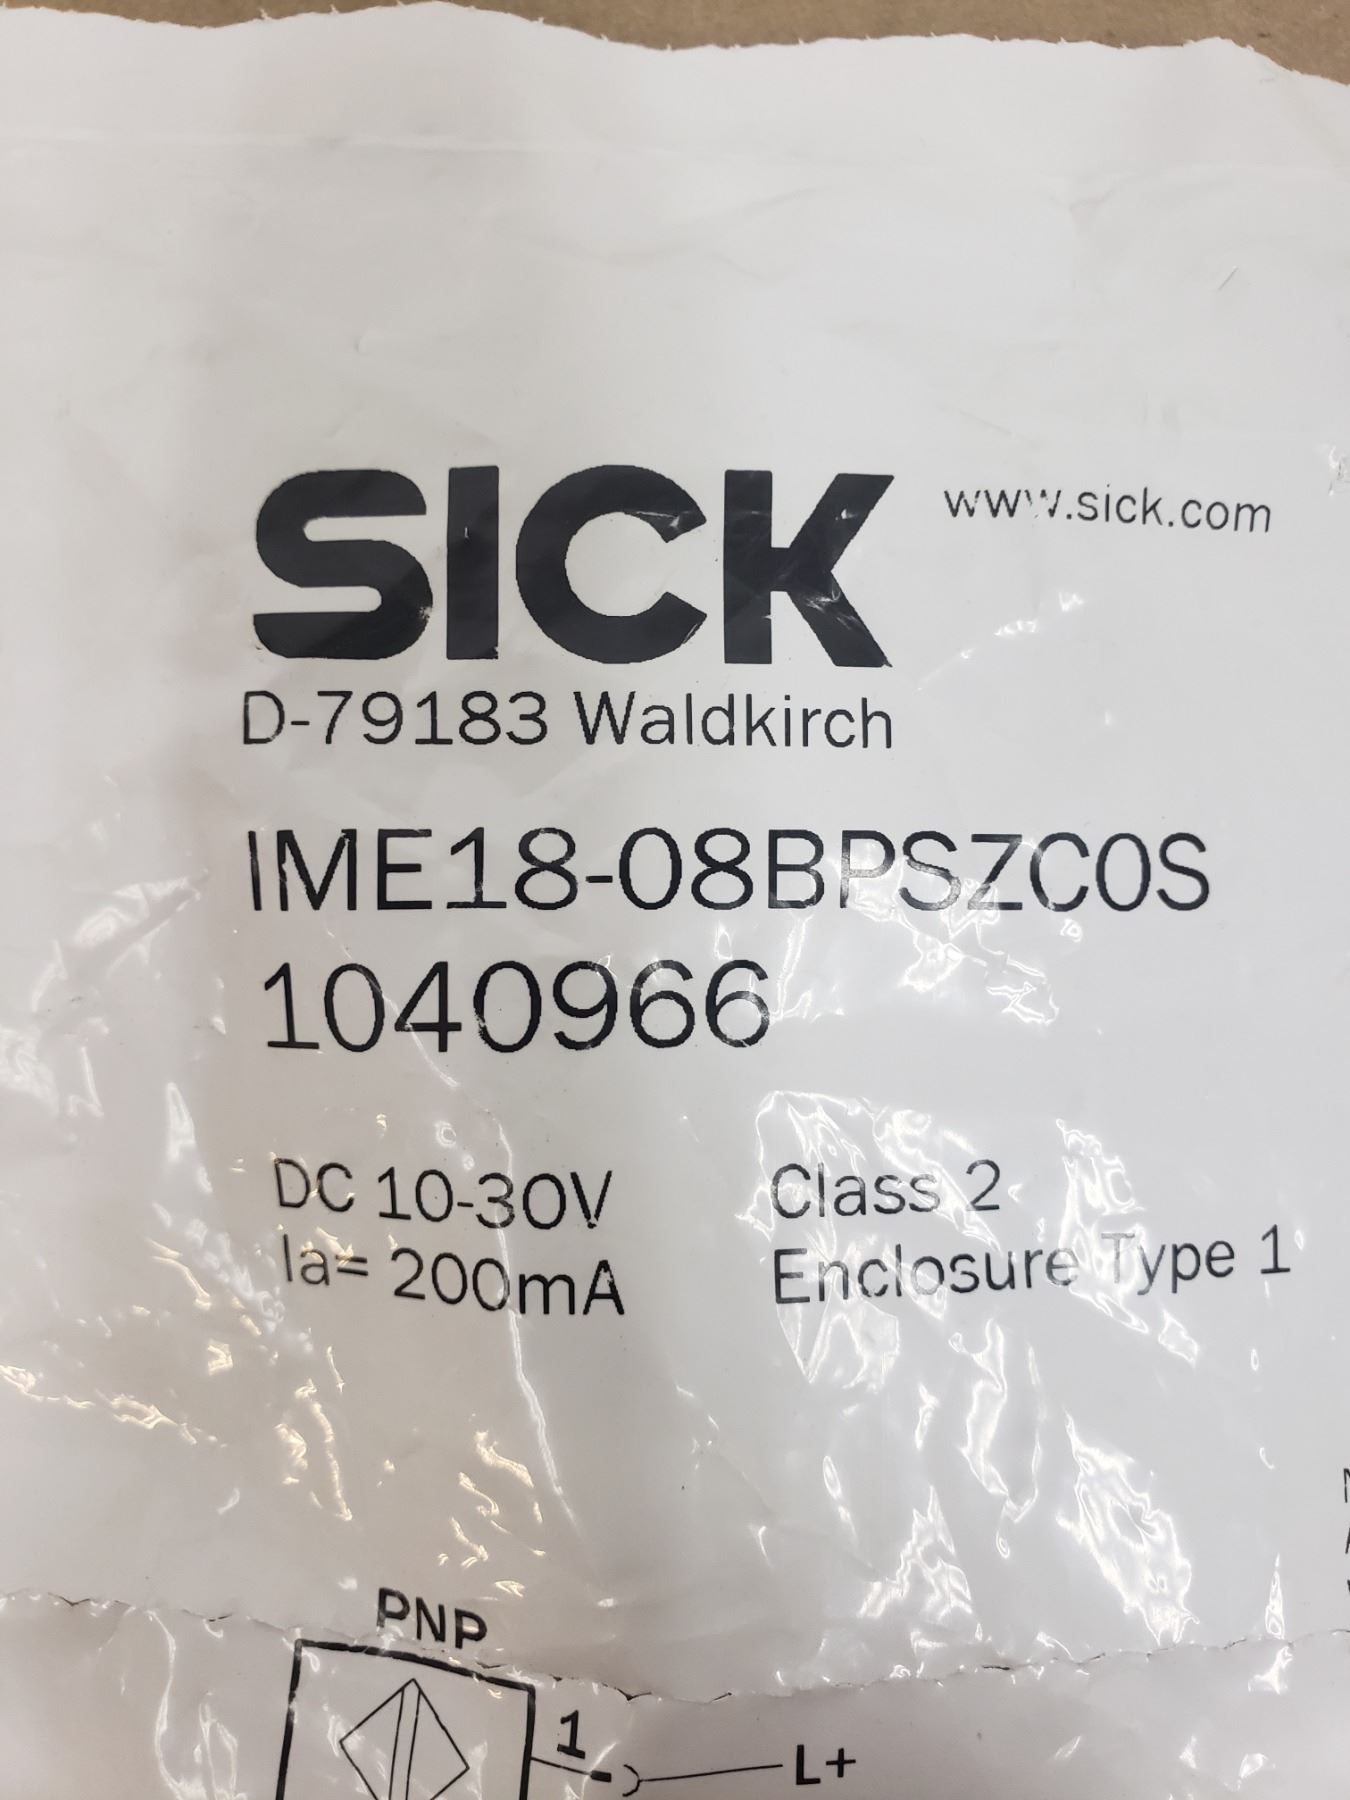 SICK www.sick.com
D-79183 Waldkirch
IME18-08BPSZC0S
1040966
DC 10-30V Class 2
Ia= 200mA Enclosure Type 1
PNP
1
L+